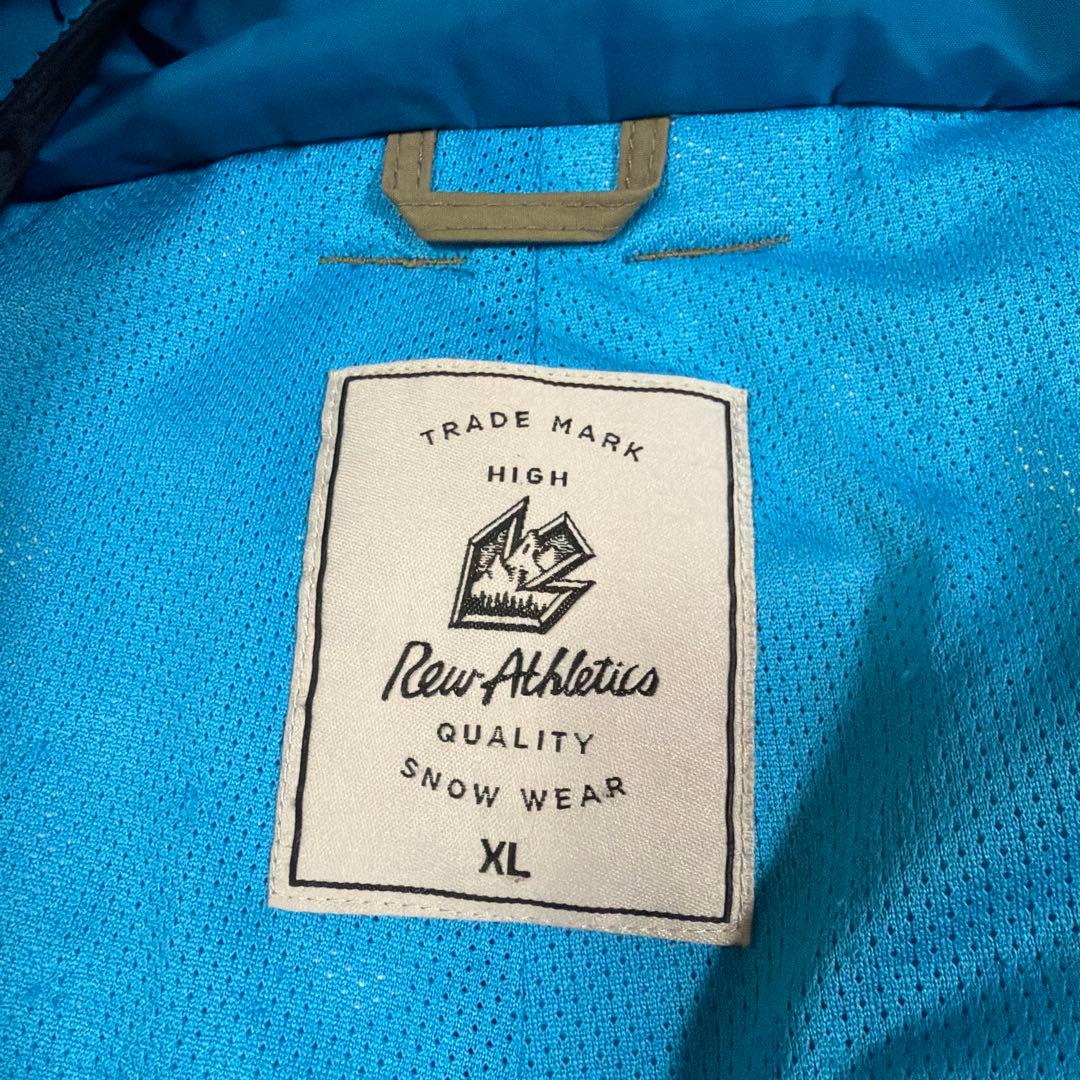 TRADE MARK
HIGH
Rew-Athletics
QUALITY
SNOW WEAR
XL